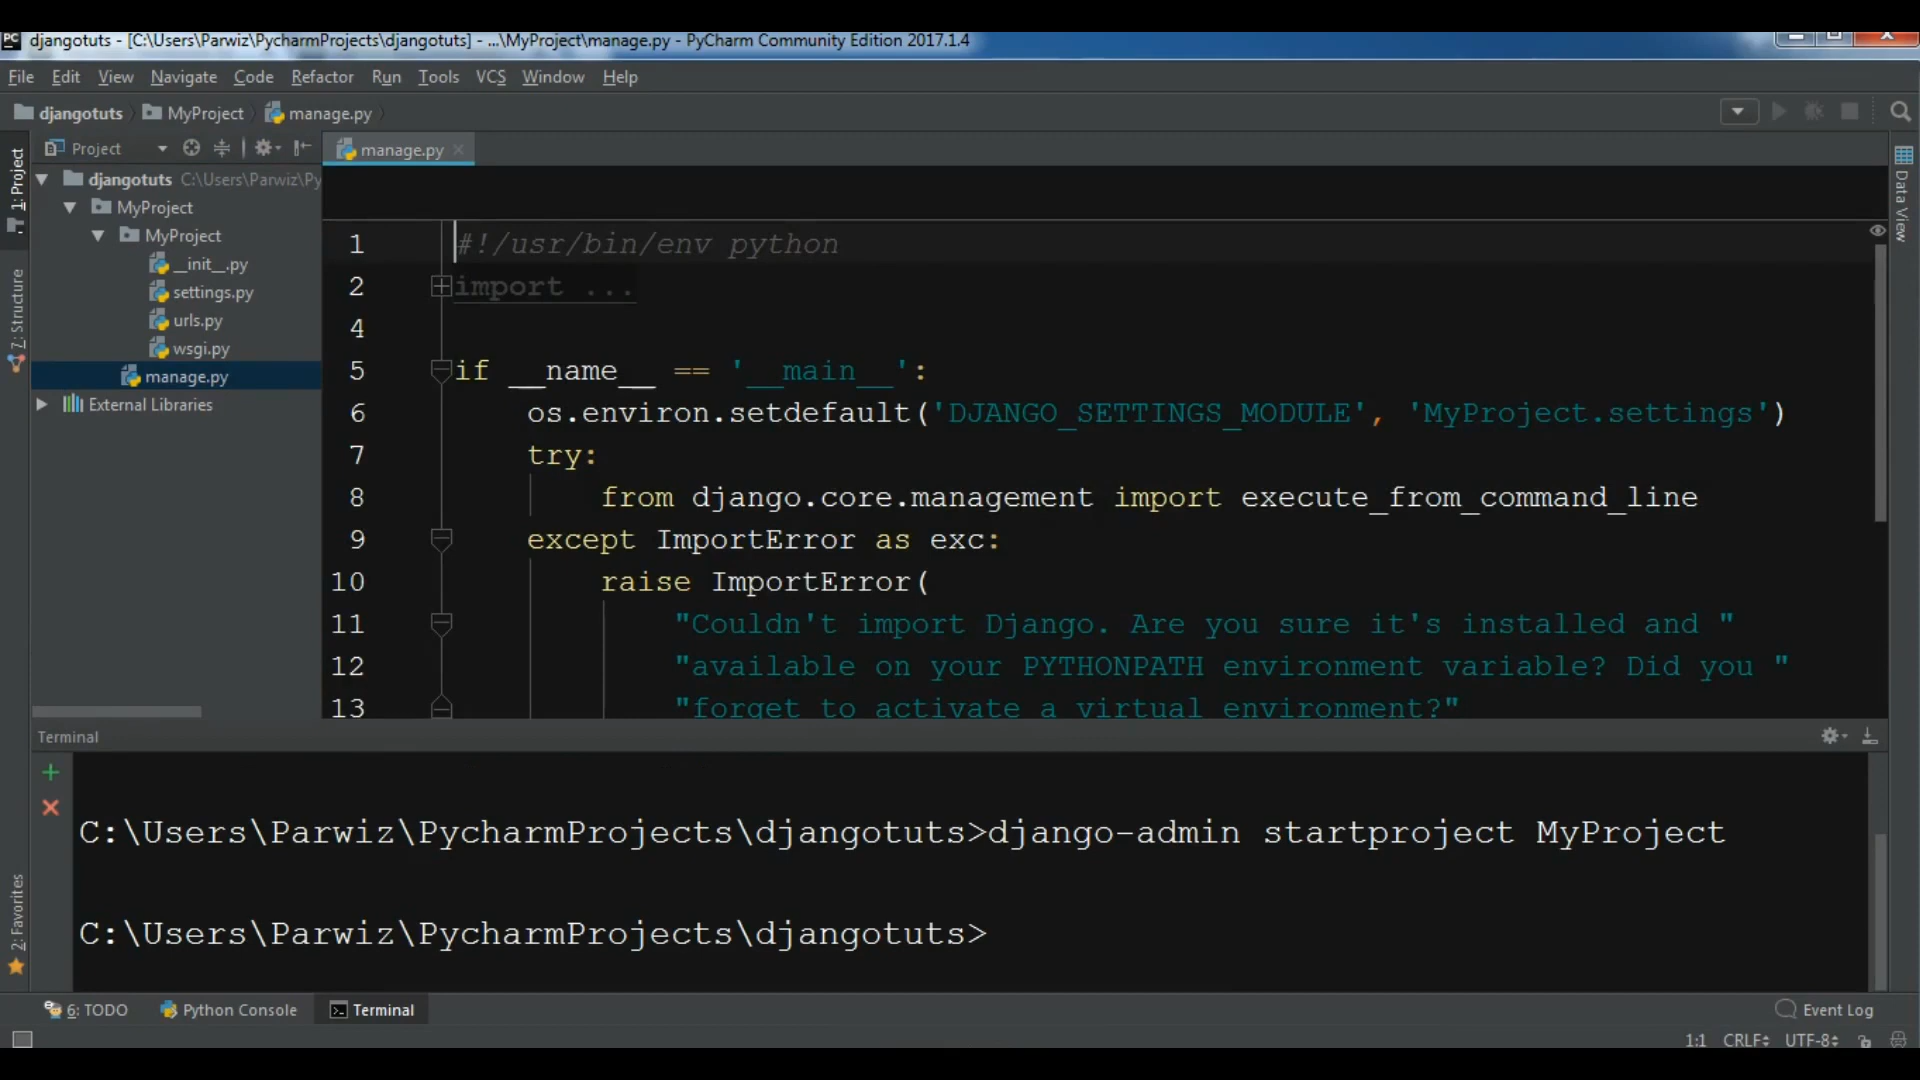 djangotuts - [C:\Users\Parwiz\PycharmProjects\djangotuts] - ...\MyProject\manage.py - PyCharm Community Edition 2017.1.4
File Edit View Navigate Code Refactor Run Tools VCS Window Help
djangotuts MyProject manage.py
Project
manage.py
1: Project
7: Structure
2: Favorites
Data View
djangotuts C:\Users\Parwiz\Py
MyProject
MyProject
__init__.py
settings.py
urls.py
wsgi.py
manage.py
External Libraries
1 #!/usr/bin/env python
2 import ...
4
5 if __name__ == '__main__':
6 os.environ.setdefault('DJANGO_SETTINGS_MODULE', 'MyProject.settings')
7 try:
8 from django.core.management import execute_from_command_line
9 except ImportError as exc:
10 raise ImportError(
11 "Couldn't import Django. Are you sure it's installed and "
12 "available on your PYTHONPATH environment variable? Did you "
13 "forget to activate a virtual environment?"
Terminal
C:\Users\Parwiz\PycharmProjects\djangotuts>django-admin startproject MyProject
C:\Users\Parwiz\PycharmProjects\djangotuts>
6: TODO Python Console Terminal Event Log
1:1 CRLF UTF-8